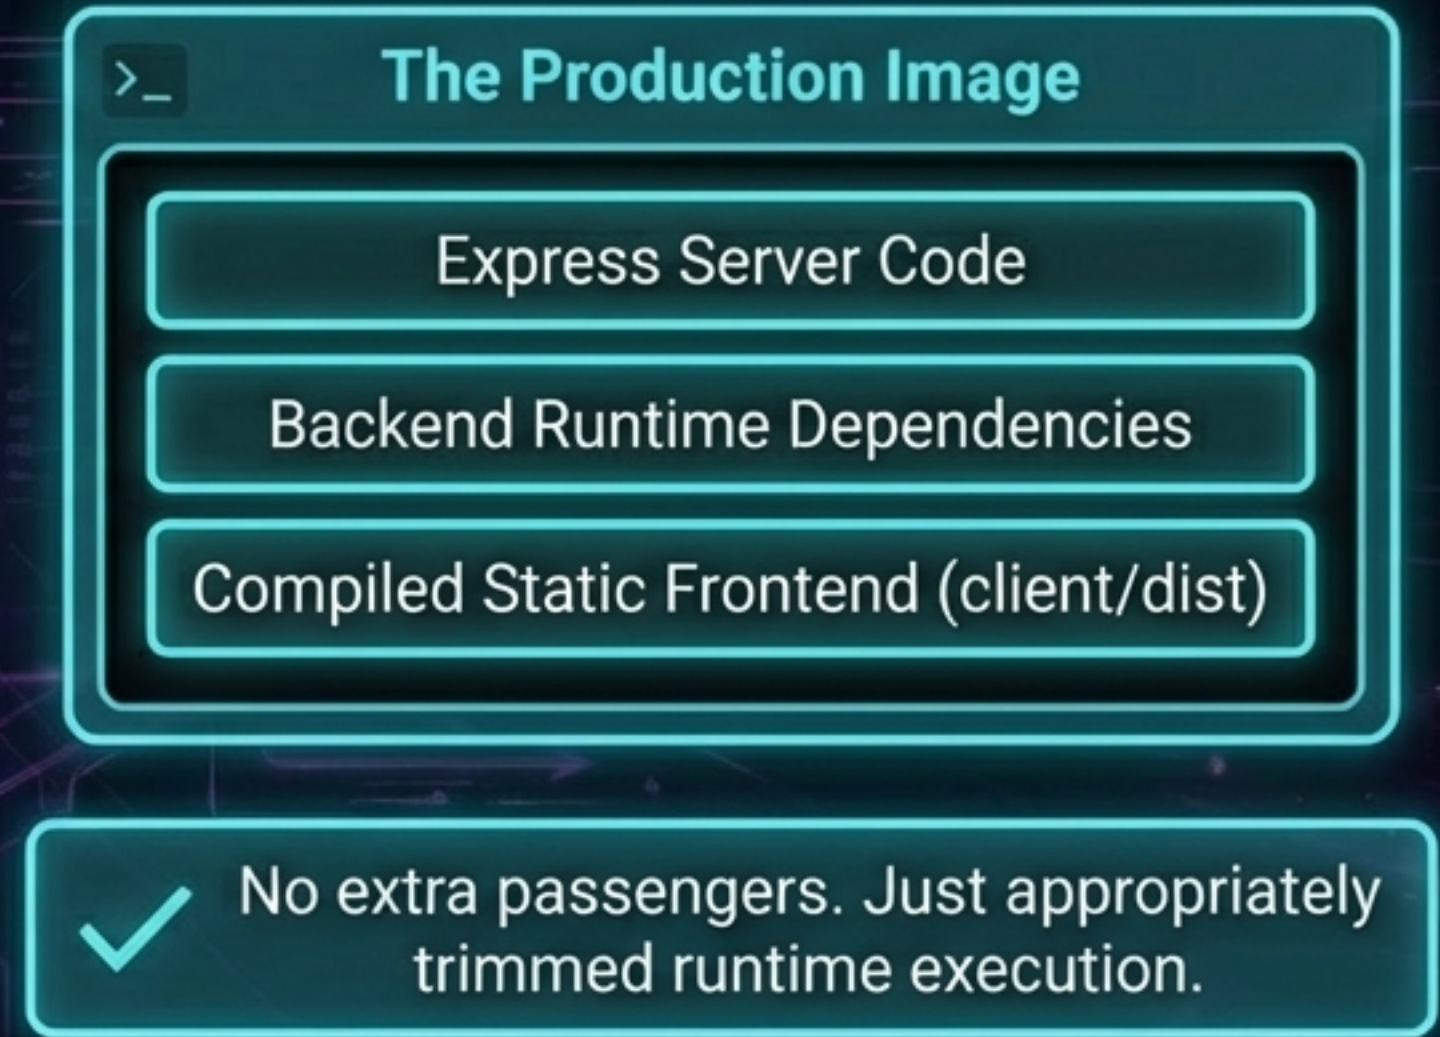 >_
The Production Image
Express Server Code
Backend Runtime Dependencies
Compiled Static Frontend (client/dist)
No extra passengers. Just appropriately
trimmed runtime execution.